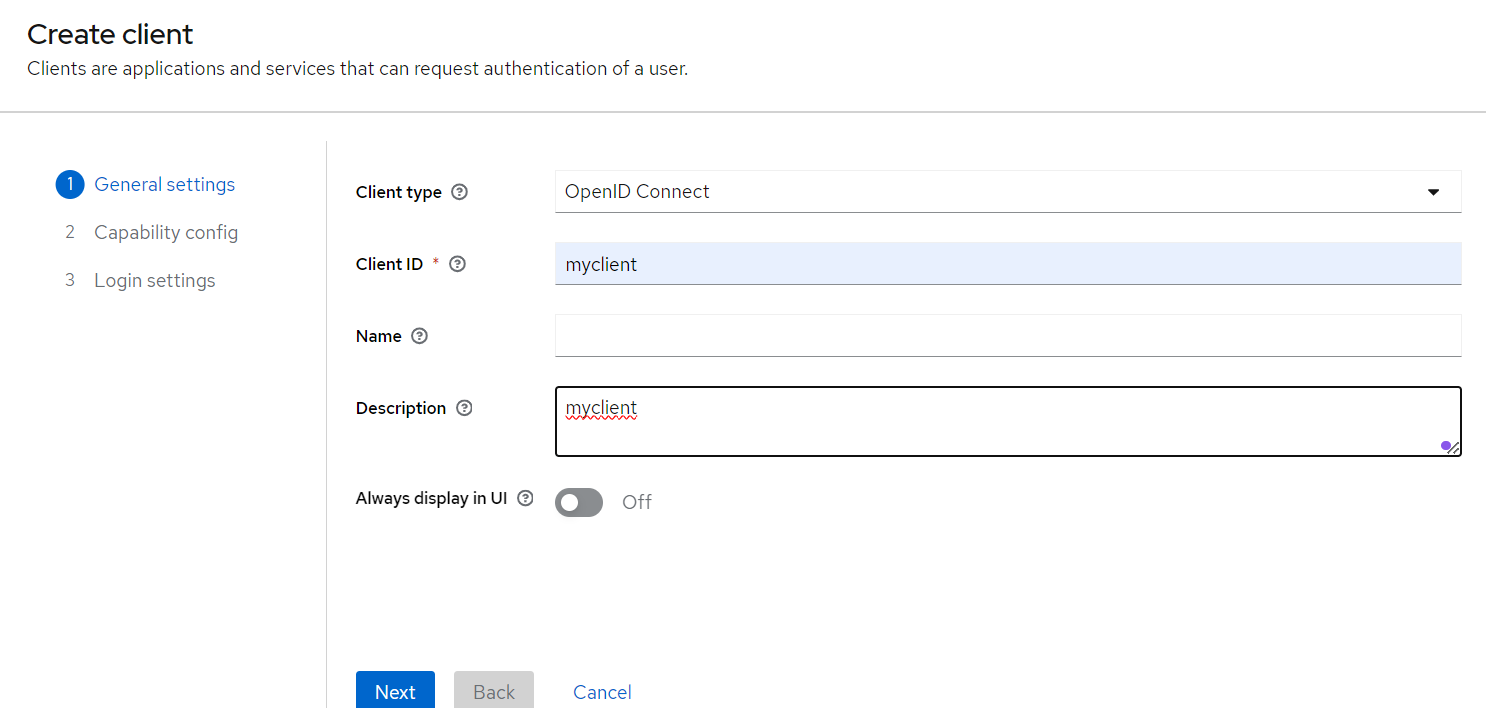 Create client
Clients are applications and services that can request authentication of a user.
1 General settings
2 Capability config
3 Login settings
Client type ?
OpenID Connect
Client ID * ?
myclient
Name ?
Description ?
myclient
Always display in UI ?
Off
Next
Back
Cancel